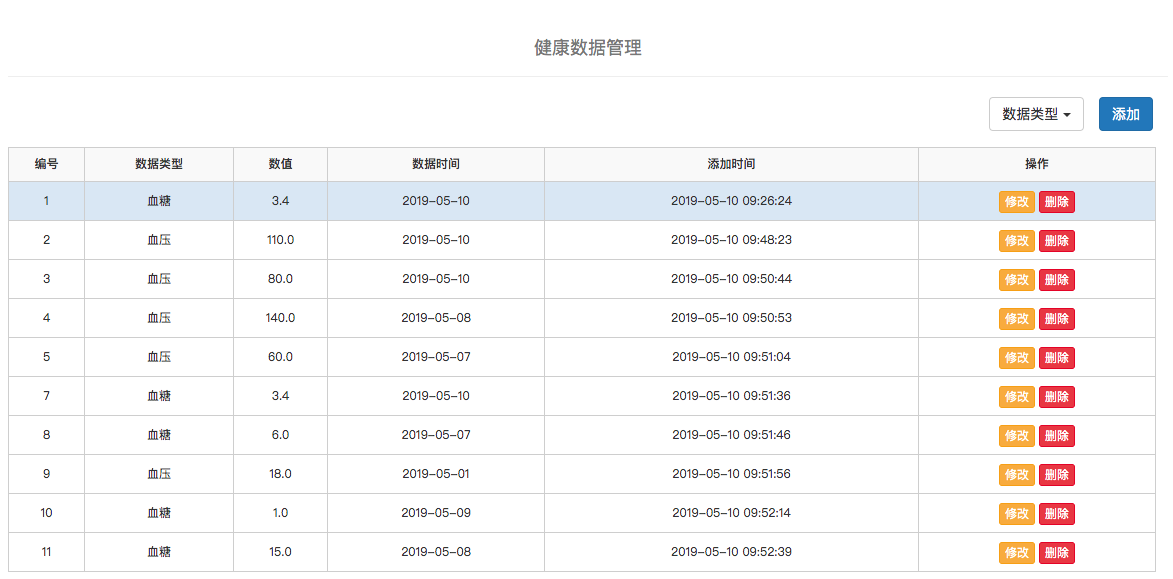 健康数据管理
数据类型 添加
编号 数据类型 数值 数据时间 添加时间 操作
1 血糖 3.4 2019-05-10 2019-05-10 09:26:24 修改 删除
2 血压 110.0 2019-05-10 2019-05-10 09:48:23 修改 删除
3 血压 80.0 2019-05-10 2019-05-10 09:50:44 修改 删除
4 血压 140.0 2019-05-08 2019-05-10 09:50:53 修改 删除
5 血压 60.0 2019-05-07 2019-05-10 09:51:04 修改 删除
7 血糖 3.4 2019-05-10 2019-05-10 09:51:36 修改 删除
8 血糖 6.0 2019-05-07 2019-05-10 09:51:46 修改 删除
9 血压 18.0 2019-05-01 2019-05-10 09:51:56 修改 删除
10 血糖 1.0 2019-05-09 2019-05-10 09:52:14 修改 删除
11 血糖 15.0 2019-05-08 2019-05-10 09:52:39 修改 删除